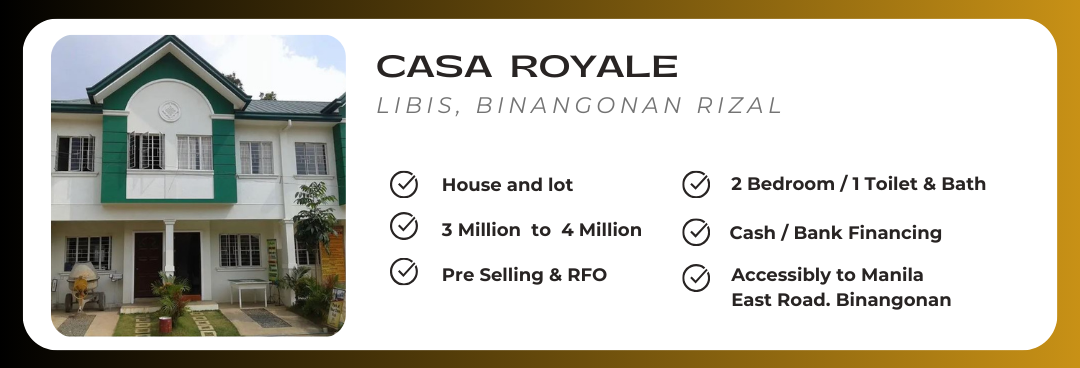 CASA ROYALE
LIBIS, BINANGONAN RIZAL
House and lot
3 Million to 4 Million
Pre Selling & RFO
2 Bedroom / 1 Toilet & Bath
Cash / Bank Financing
Accessibly to Manila
East Road. Binangonan